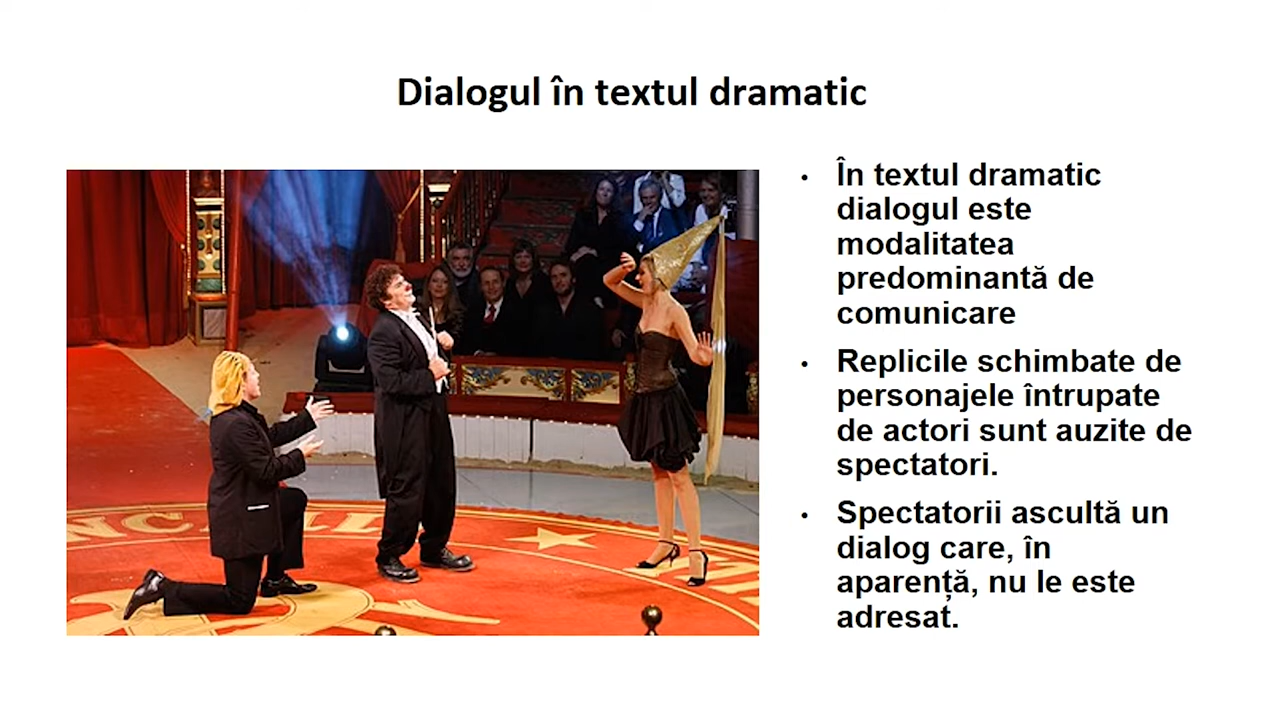 Dialogul în textul dramatic
• În textul dramatic
dialogul este
modalitatea
predominantă de
comunicare
• Replicile schimbate de
personajele întrupate
de actori sunt auzite de
spectatori.
• Spectatorii ascultă un
dialog care, în
aparență, nu le este
adresat.